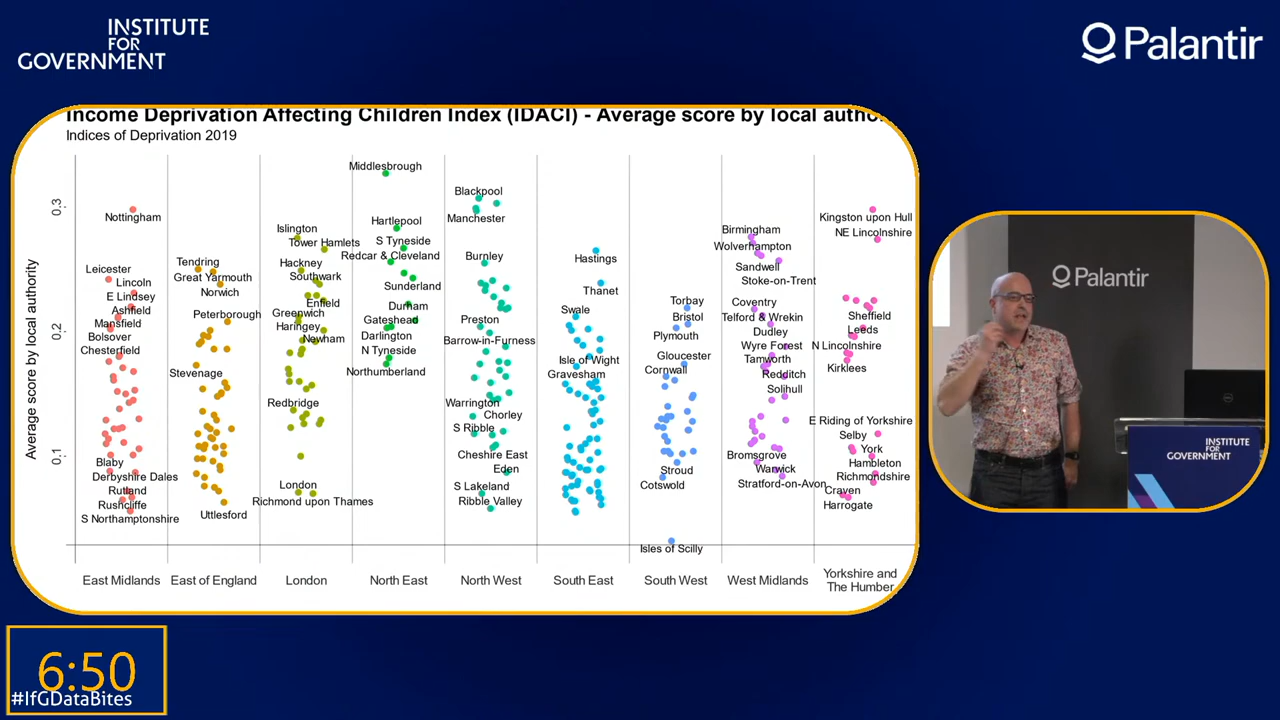 INSTITUTE
FOR
GOVERNMENT
Palantir
Income Deprivation Affecting Children Index (IDACI) - Average score by local autho
Indices of Deprivation 2019
Average score by local authority
0.3
0.2
0.1
Nottingham
Leicester
Lincoln
E Lindsey
Ashfield
Mansfield
Bolsover
Chesterfield
Blaby
Derbyshire Dales
Rutland
Rushcliffe
S Northamptonshire
Tendring
Great Yarmouth
Norwich
Peterborough
Stevenage
Uttlesford
Islington
Tower Hamlets
Hackney
Southwark
Enfield
Greenwich
Haringey
Newham
Redbridge
London
Richmond upon Thames
Middlesbrough
Hartlepool
S Tyneside
Redcar & Cleveland
Sunderland
Durham
Gateshead
Darlington
N Tyneside
Northumberland
Blackpool
Manchester
Burnley
Preston
Barrow-in-Furness
Warrington
Chorley
S Ribble
Cheshire East
Eden
S Lakeland
Ribble Valley
Hastings
Thanet
Swale
Isle of Wight
Gravesham
Torbay
Bristol
Plymouth
Gloucester
Cornwall
Stroud
Cotswold
Isles of Scilly
Birmingham
Wolverhampton
Sandwell
Stoke-on-Trent
Coventry
Telford & Wrekin
Dudley
Wyre Forest
Tamworth
Redditch
Solihull
Bromsgrove
Warwick
Stratford-on-Avon
Kingston upon Hull
NE Lincolnshire
Sheffield
Leeds
N Lincolnshire
Kirklees
E Riding of Yorkshire
Selby
York
Hambleton
Richmondshire
Craven
Harrogate
East Midlands
East of England
London
North East
North West
South East
South West
West Midlands
Yorkshire and
The Humber
Palantir
INSTITUTE
FOR
GOVERNMENT
6:50
#IfGDataBites